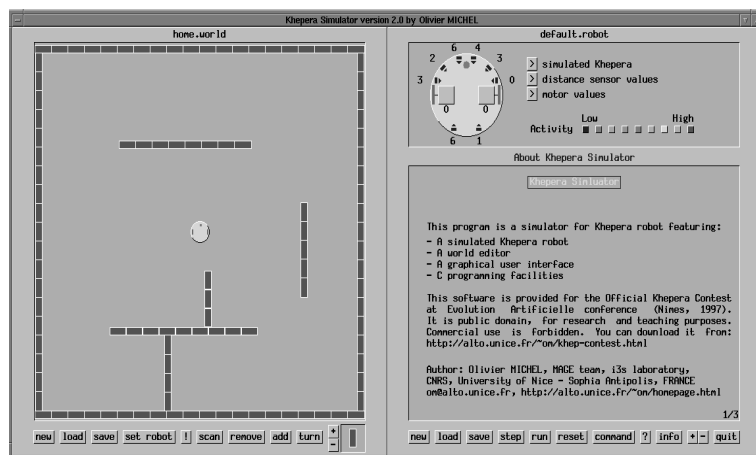 Khepera Simulator version 2.0 by Olivier MICHEL
home.world
new load save set robot ! scan remove add turn + -
default.robot
6 4
2 3
3 0
0 0
6 1
> simulated Khepera
> distance sensor values
> motor values
Low High
Activity
About Khepera Simulator
Khepera Simluator
This program is a simulator for Khepera robot featuring:
- A simulated Khepera robot
- A world editor
- A graphical user interface
- C programming facilities
This software is provided for the Official Khepera Contest
at Evolution Artificielle conference (Nimes, 1997).
It is public domain, for research and teaching purposes.
Commercial use is forbidden. You can download it from:
http://alto.unice.fr/~om/khep-contest.html
Author: Olivier MICHEL, MAGE team, i3s laboratory,
CNRS, University of Nice - Sophia Antipolis, FRANCE
om@alto.unice.fr, http://alto.unice.fr/~om/homepage.html
1/3
new load save step run reset command ? info + - quit